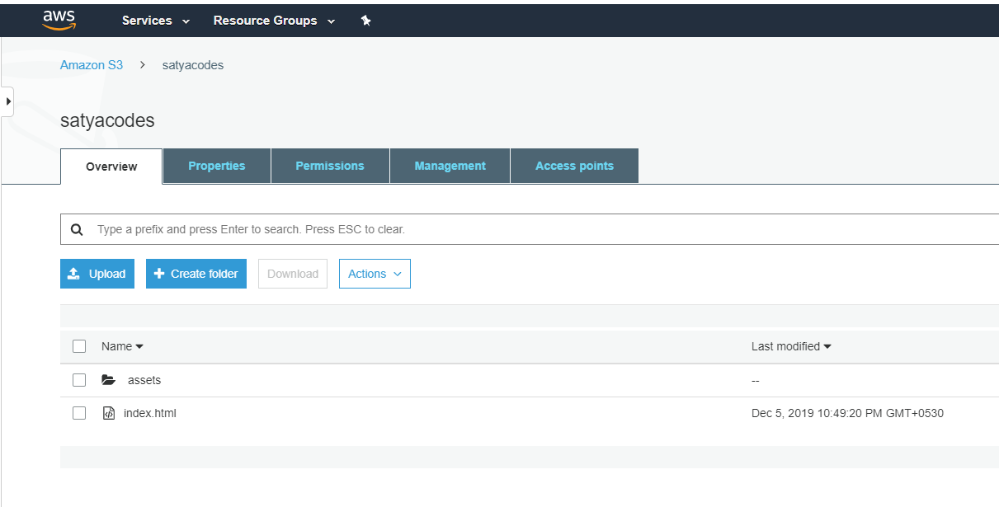 aws Services Resource Groups
Amazon S3 > satyacodes
satyacodes
Overview Properties Permissions Management Access points
Type a prefix and press Enter to search. Press ESC to clear.
Upload + Create folder Download Actions
Name Last modified
assets --
index.html Dec 5, 2019 10:49:20 PM GMT+0530